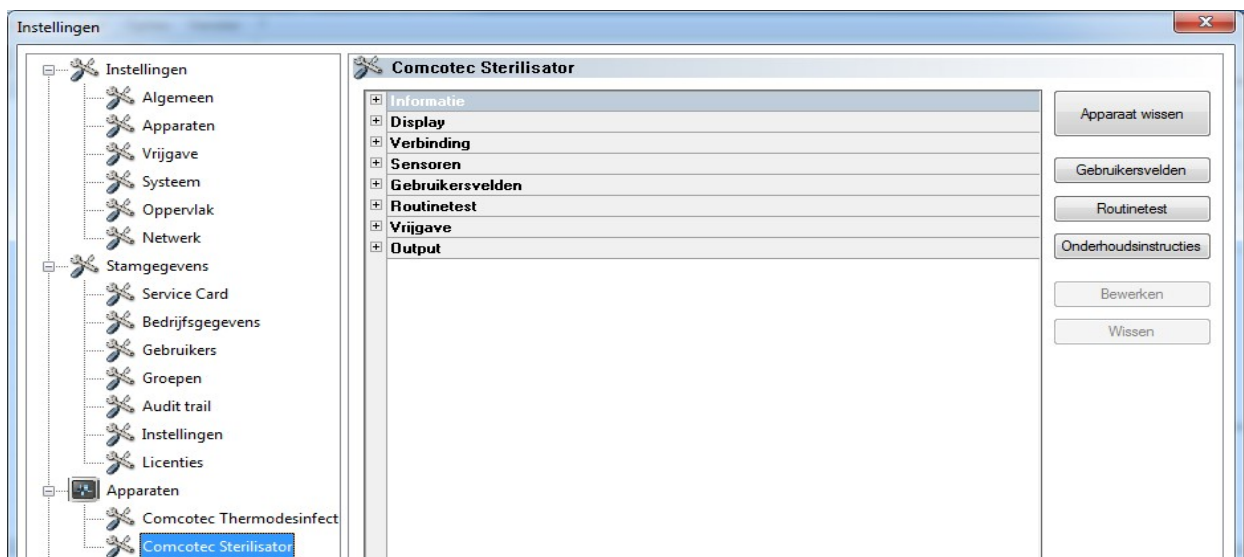 Instellingen
Instellingen
Algemeen
Apparaten
Vrijgave
Systeem
Oppervlak
Netwerk
Stamgegevens
Service Card
Bedrijfsgegevens
Gebruikers
Groepen
Audit trail
Instellingen
Licenties
Apparaten
Comcotec Thermodesinfect
Comcotec Sterilisator
Comcotec Sterilisator
Informatie
Display
Verbinding
Sensoren
Gebruikersvelden
Routinetest
Vrijgave
Output
Apparaat wissen
Gebruikersvelden
Routinetest
Onderhoudsinstructies
Bewerken
Wissen